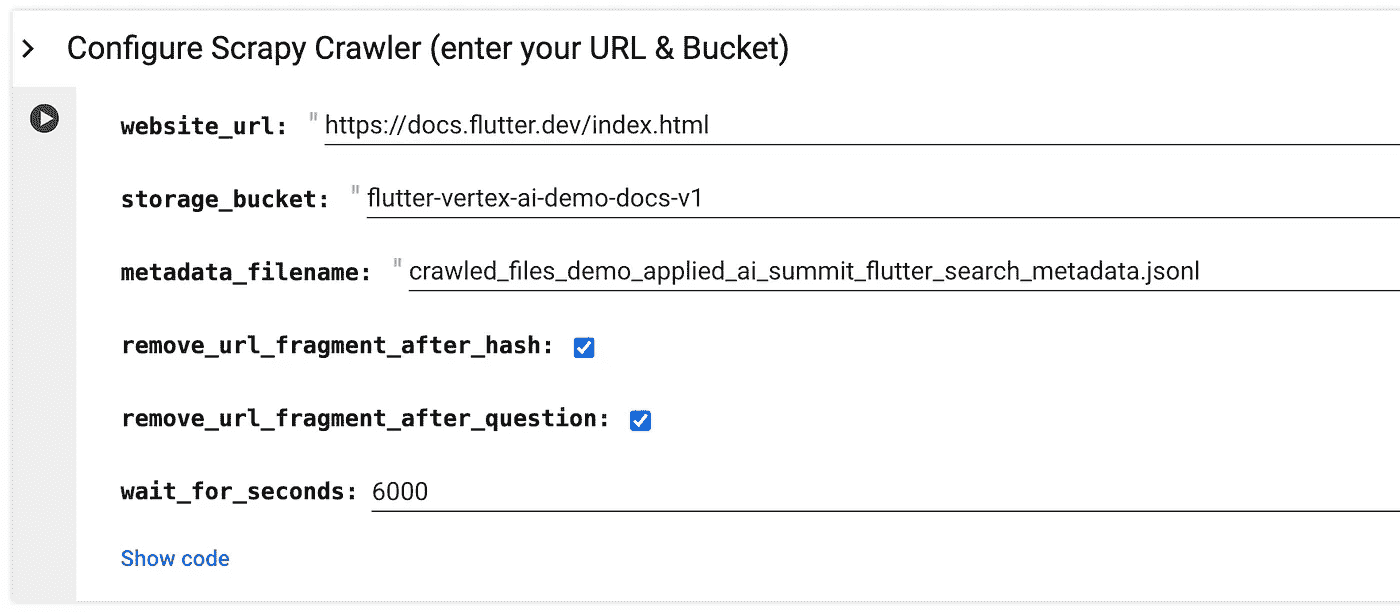 Configure Scrapy Crawler (enter your URL & Bucket)
website_url: "https://docs.flutter.dev/index.html
storage_bucket: "flutter-vertex-ai-demo-docs-v1
metadata_filename: "crawled_files_demo_applied_ai_summit_flutter_search_metadata.jsonl
remove_url_fragment_after_hash:
remove_url_fragment_after_question:
wait_for_seconds: 6000
Show code